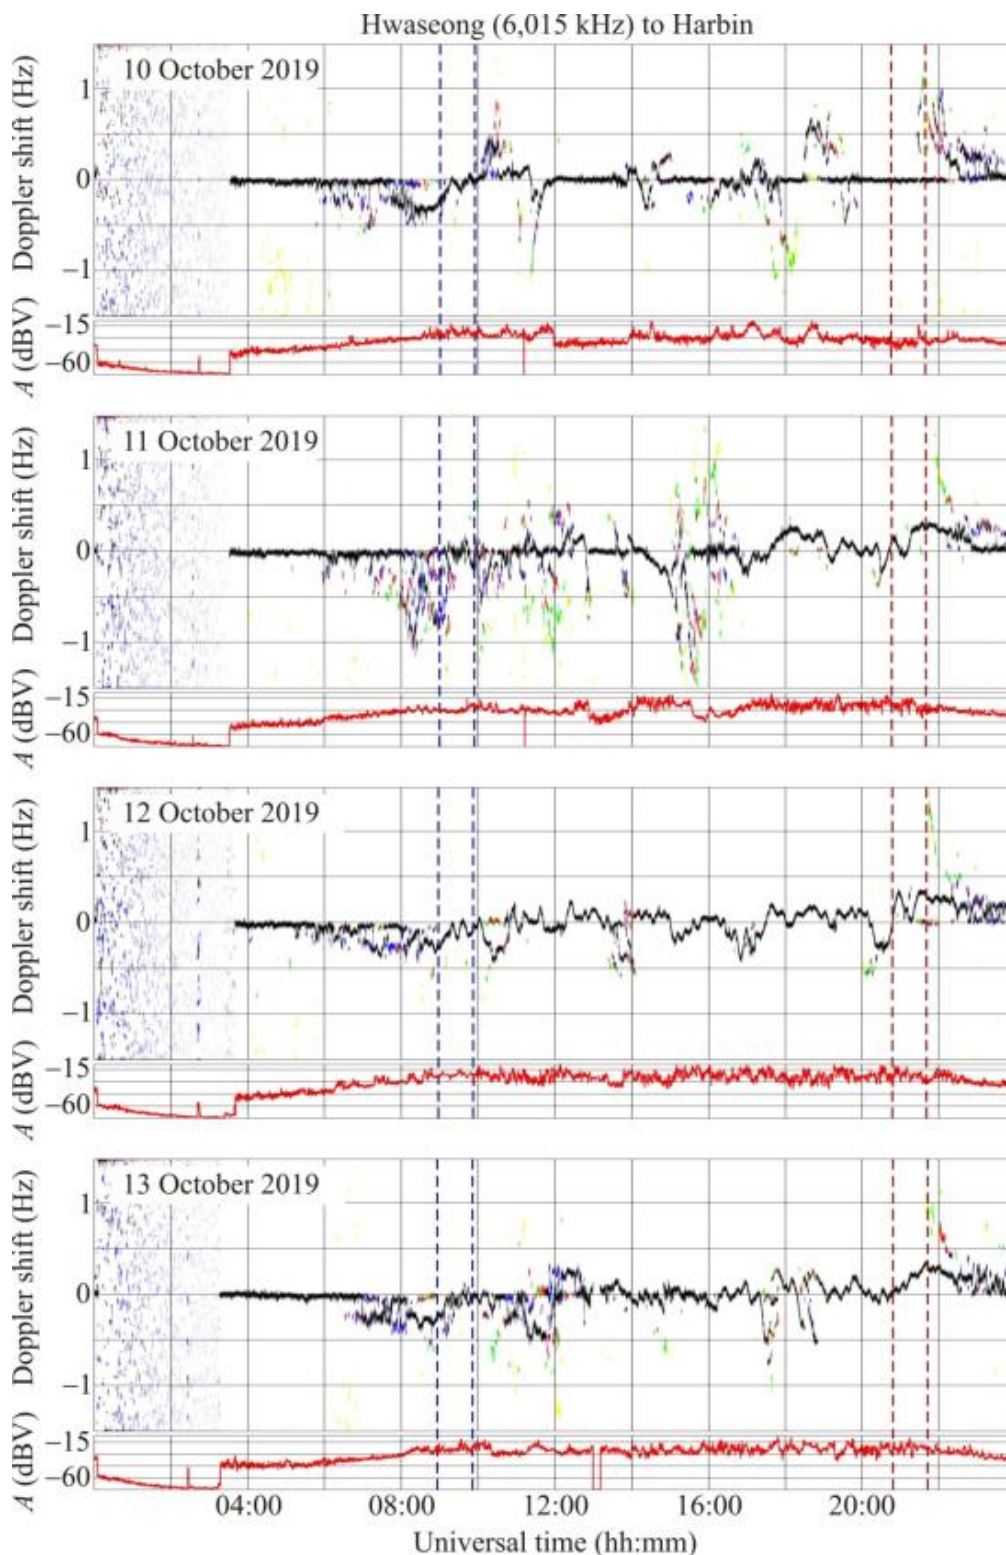 Hwaseong (6,015 kHz) to Harbin
10 October 2019
Doppler shift (Hz)
1
0
−1
A (dBV)
−15
−60
11 October 2019
Doppler shift (Hz)
1
0
−1
A (dBV)
−15
−60
12 October 2019
Doppler shift (Hz)
1
0
−1
A (dBV)
−15
−60
13 October 2019
Doppler shift (Hz)
1
0
−1
A (dBV)
−15
−60
04:00 08:00 12:00 16:00 20:00
Universal time (hh:mm)